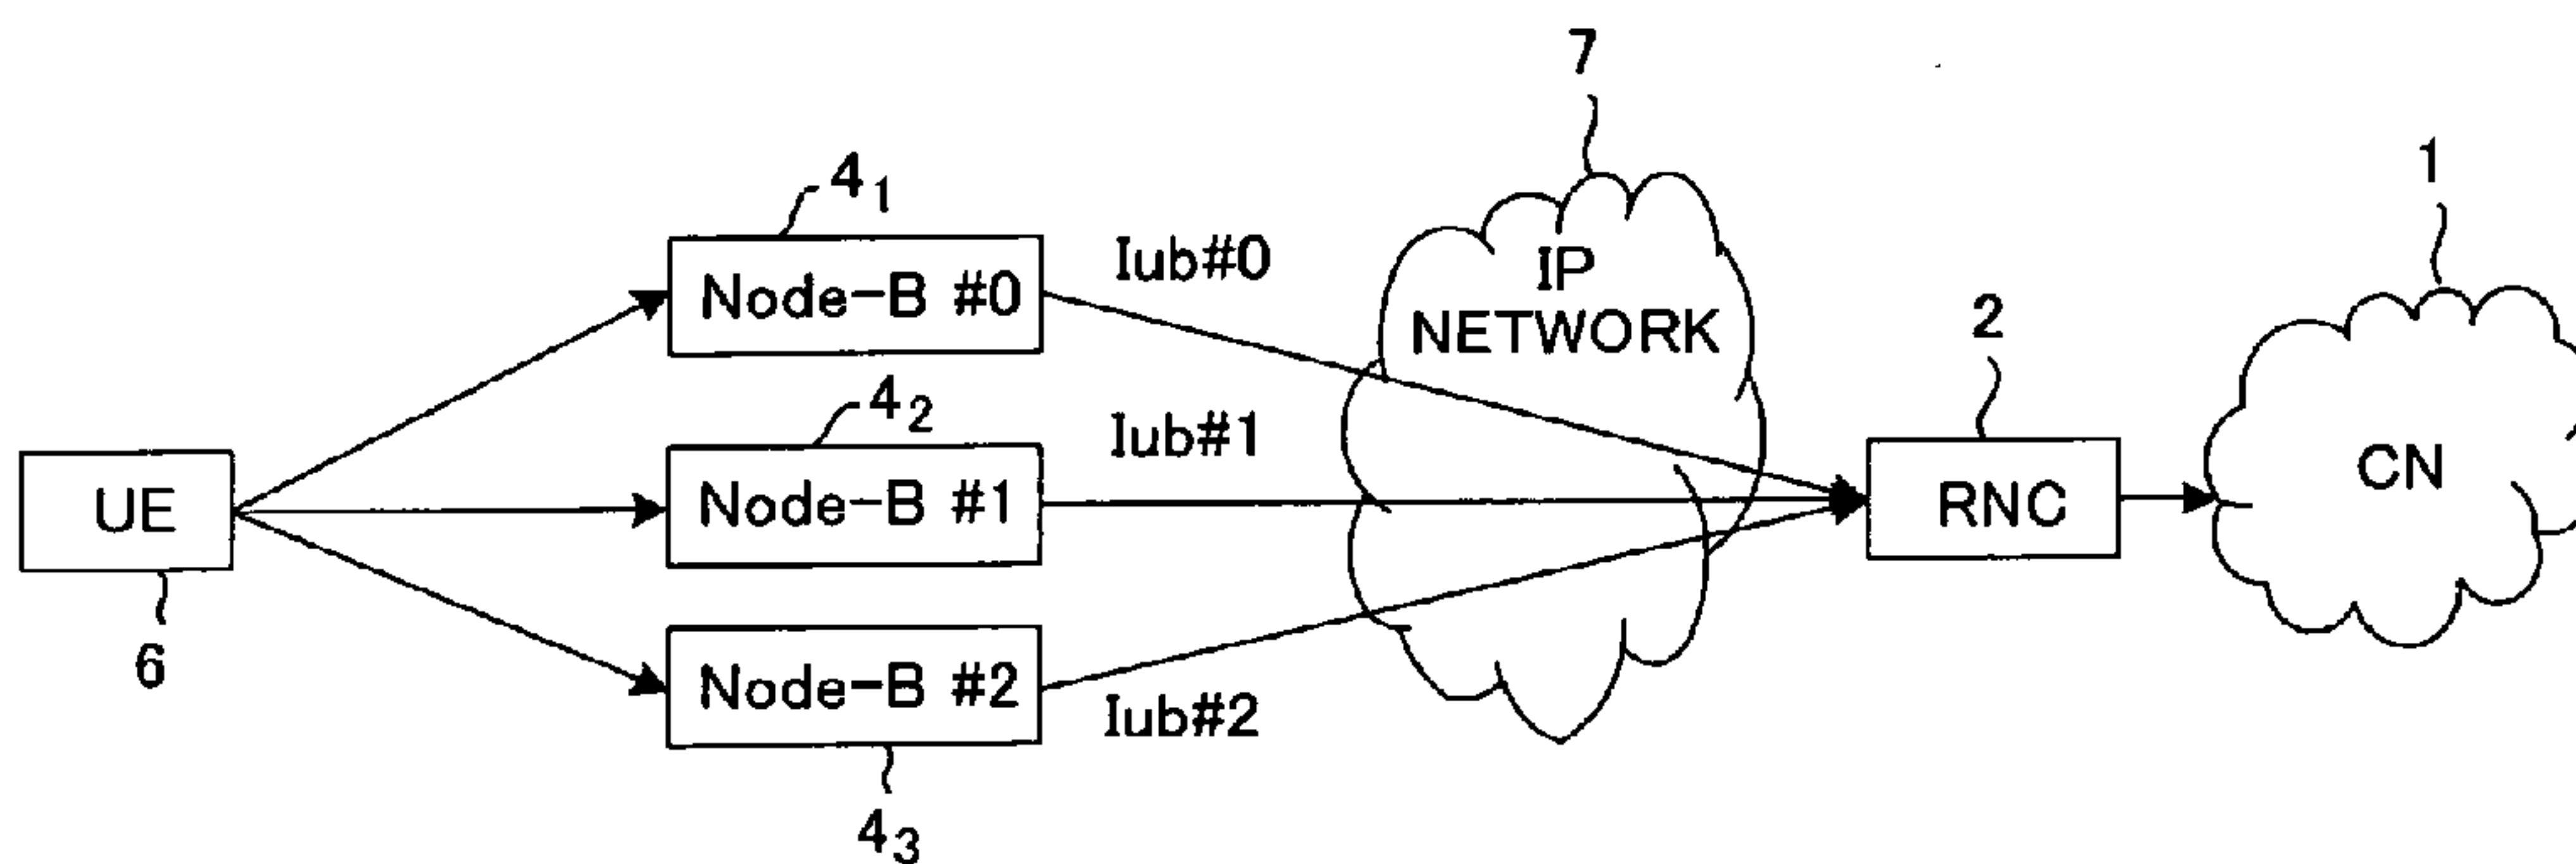 7
1
4₁
Iub#0
IP
NETWORK
Node-B #0
2
4₂
Iub#1
UE
Node-B #1
RNC
CN
6
Node-B #2
Iub#2
4₃